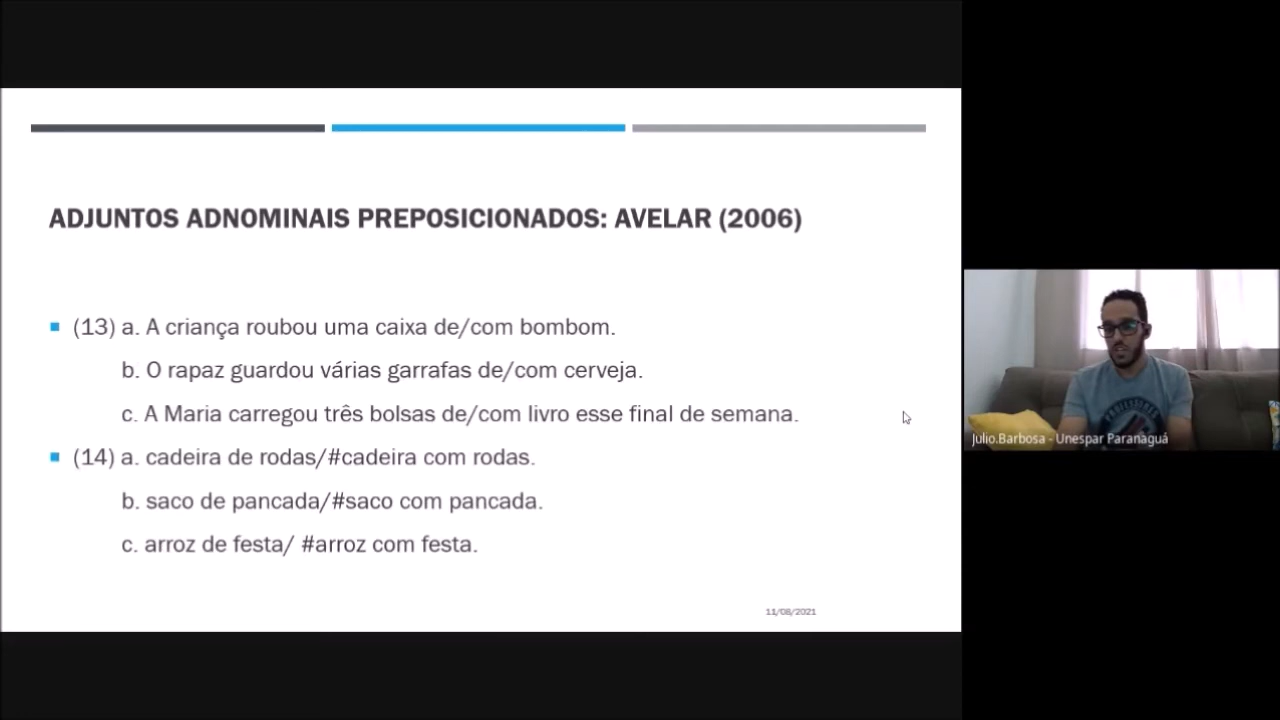 ADJUNTOS ADNOMINAIS PREPOSICIONADOS: AVELAR (2006)
(13) a. A criança roubou uma caixa de/com bombom.
b. O rapaz guardou várias garrafas de/com cerveja.
c. A Maria carregou três bolsas de/com livro esse final de semana.
(14) a. cadeira de rodas/#cadeira com rodas.
b. saco de pancada/#saco com pancada.
c. arroz de festa/ #arroz com festa.
11/08/2021
Julio.Barbosa - Unespar Paranaguá